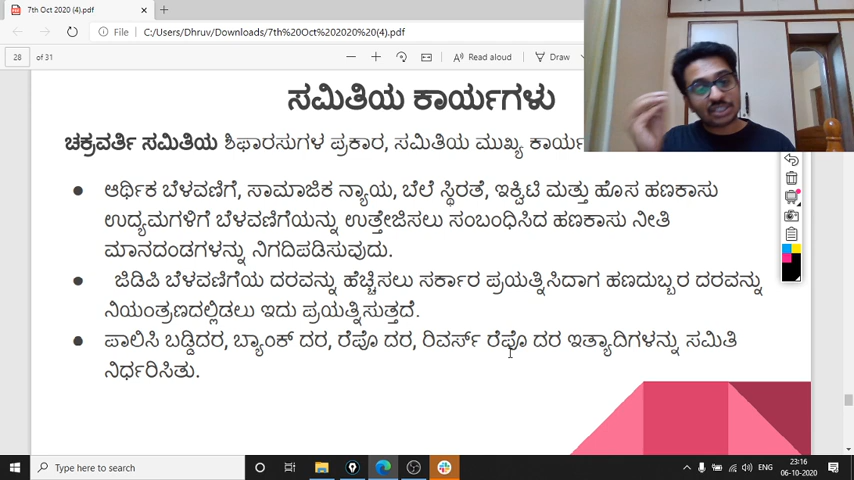 7th Oct 2020 (4).pdf
File C:/Users/Dhruv/Downloads/7th%20Oct%202020%20(4).pdf
28 of 31 Read aloud Draw
ಸಮಿತಿಯ ಕಾರ್ಯಗಳು
ಚಕ್ರವರ್ತಿ ಸಮಿತಿಯ ಶಿಫಾರಸುಗಳ ಪ್ರಕಾರ, ಸಮಿತಿಯ ಮುಖ್ಯ
ಆರ್ಥಿಕ ಬೆಳವಣಿಗೆ, ಸಾಮಾಜಿಕ ನ್ಯಾಯ, ಬೆಲೆ ಸ್ಥಿರತೆ, ಇಕ್ವಿಟಿ ಮತ್ತು ಹೊಸ ಹಣಕಾಸು
ಉದ್ಯಮಗಳಿಗೆ ಬೆಳವಣಿಗೆಯನ್ನು ಉತ್ತೇಜಿಸಲು ಸಂಬಂಧಿಸಿದ ಹಣಕಾಸು ನೀತಿ
ಮಾನದಂಡಗಳನ್ನು ನಿಗದಿಪಡಿಸುವುದು.
ಜಿಡಿಪಿ ಬೆಳವಣಿಗೆಯ ದರವನ್ನು ಹೆಚ್ಚಿಸಲು ಸರ್ಕಾರ ಪ್ರಯತ್ನಿಸಿದಾಗ ಹಣದುಬ್ಬರ ದರವನ್ನು
ನಿಯಂತ್ರಣದಲ್ಲಿಡಲು ಇದು ಪ್ರಯತ್ನಿಸುತ್ತದೆ.
ಪಾಲಿಸಿ ಬಡ್ಡಿದರ, ಬ್ಯಾಂಕ್ ದರ, ರೆಪೊ ದರ, ರಿವರ್ಸ್ ರೆಪೊ ದರ ಇತ್ಯಾದಿಗಳನ್ನು ಸಮಿತಿ
ನಿರ್ಧರಿಸಿತು.
Type here to search
ENG 23:16
06-10-2020